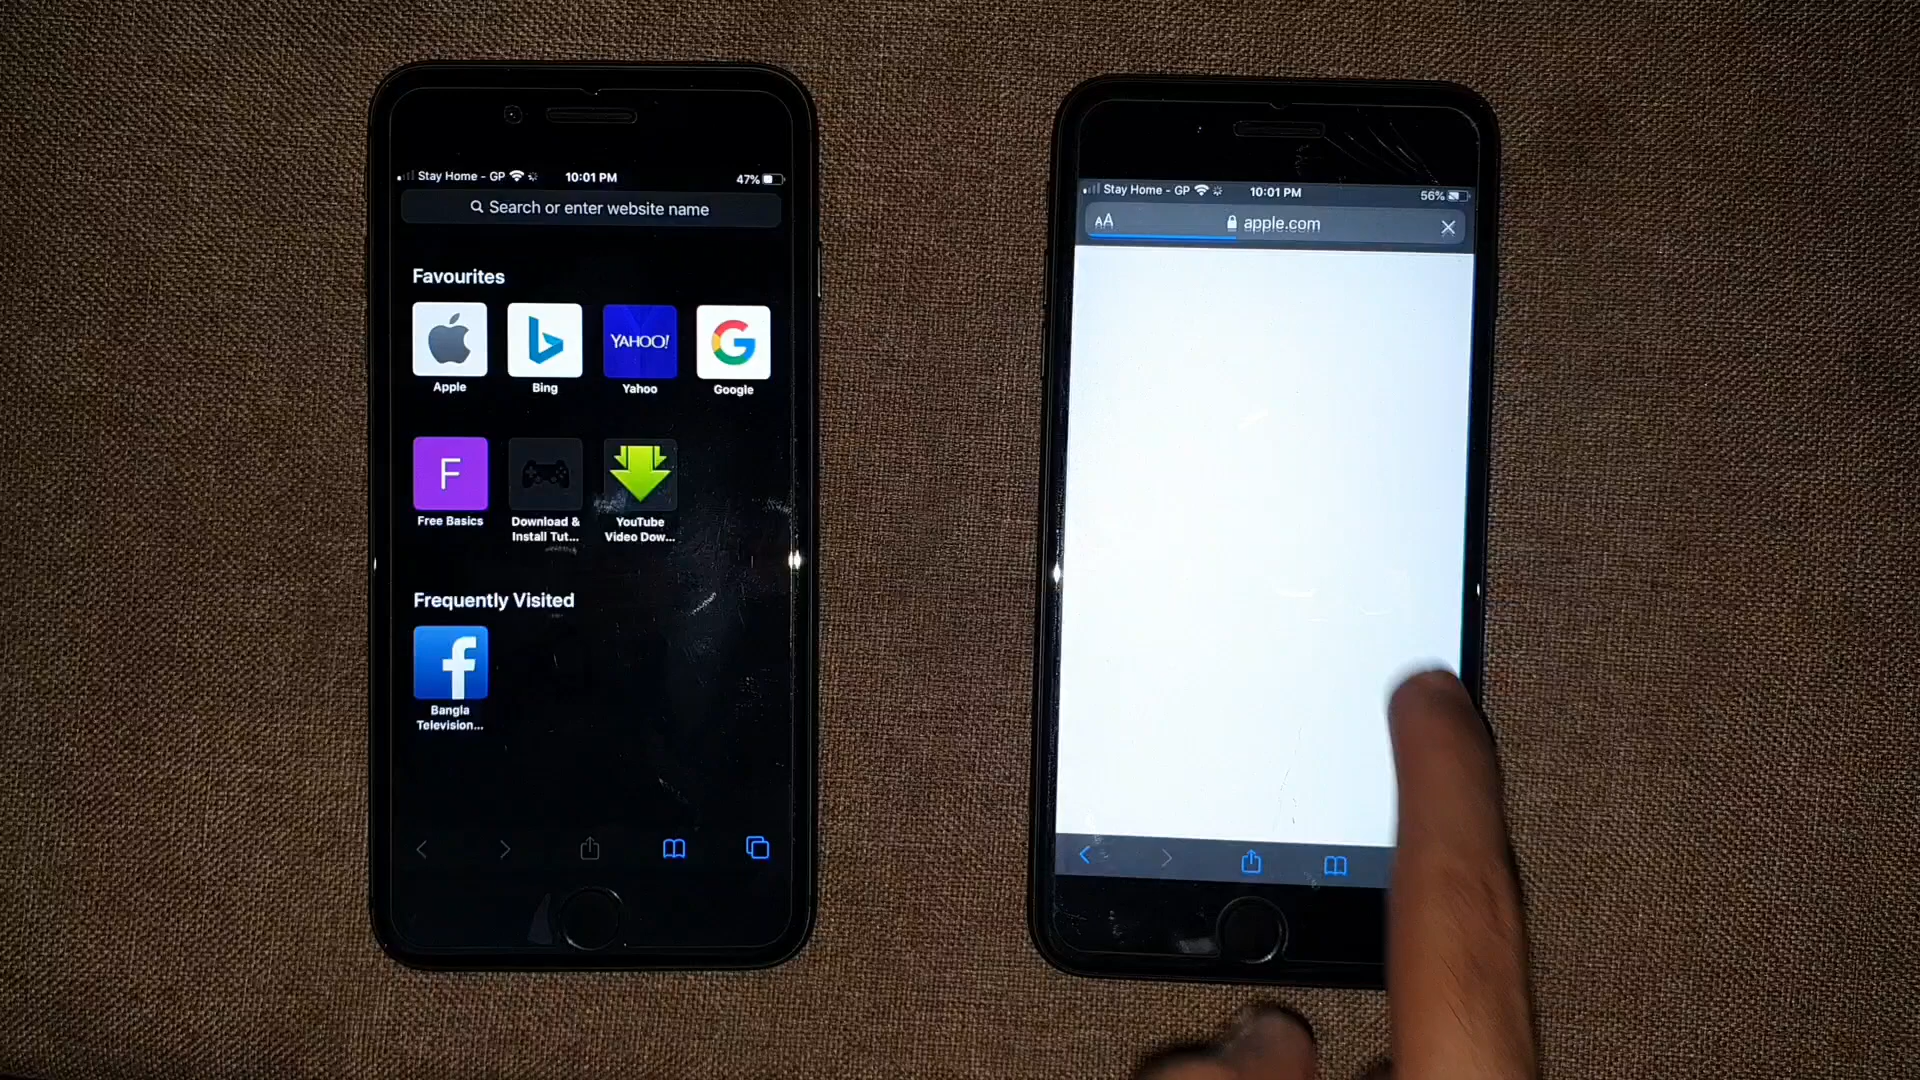 Stay Home - GP 10:01 PM 47%
Search or enter website name
Favourites
Apple Bing YAHOO! Yahoo Google
F
Free Basics Download & Install Tut... YouTube Video Dow...
Frequently Visited
f
Bangla
Television...
Stay Home - GP 10:01 PM 56%
AA apple.com